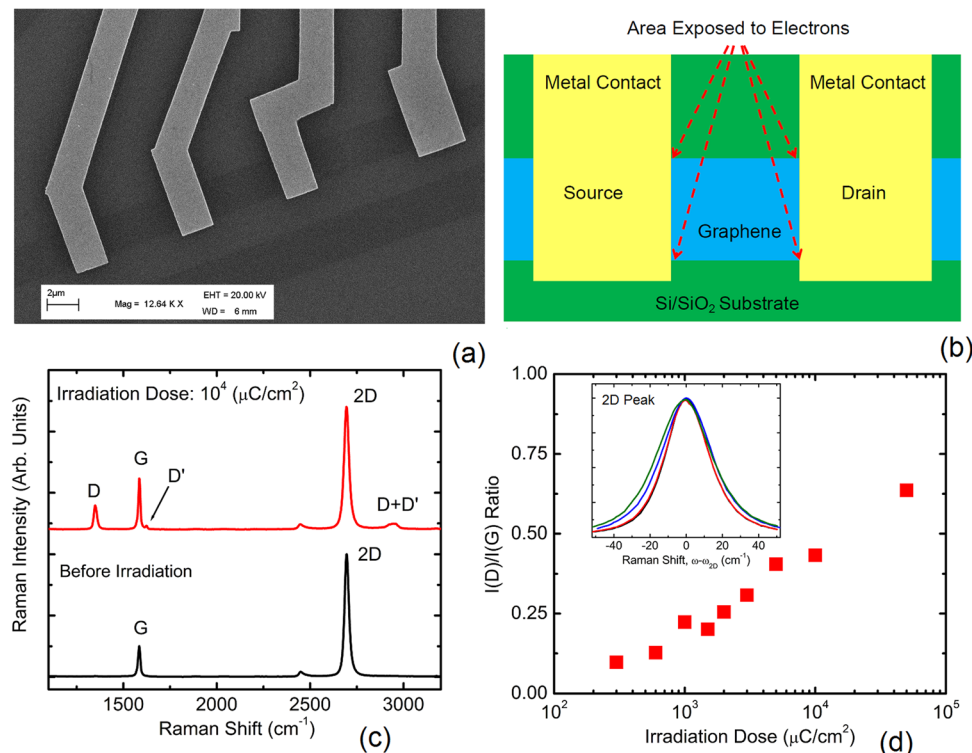 2µm
Mag = 12.64 K X
EHT = 20.00 kV
WD = 6 mm
(a)
Area Exposed to Electrons
Metal Contact
Metal Contact
Source
Drain
Graphene
Si/SiO2 Substrate
(b)
Raman Intensity (Arb. Units)
Irradiation Dose: 10^4 (µC/cm^2)
2D
G
D'
D
D+D'
Before Irradiation
2D
G
1500 2000 2500 3000
Raman Shift (cm^-1)
(c)
I(D)/I(G) Ratio
1.00
0.75
0.50
0.25
0.00
2D Peak
-40 -20 0 20 40
Raman Shift, ω-ω2D (cm^-1)
10^2 10^3 10^4 10^5
Irradiation Dose (µC/cm^2)
(d)